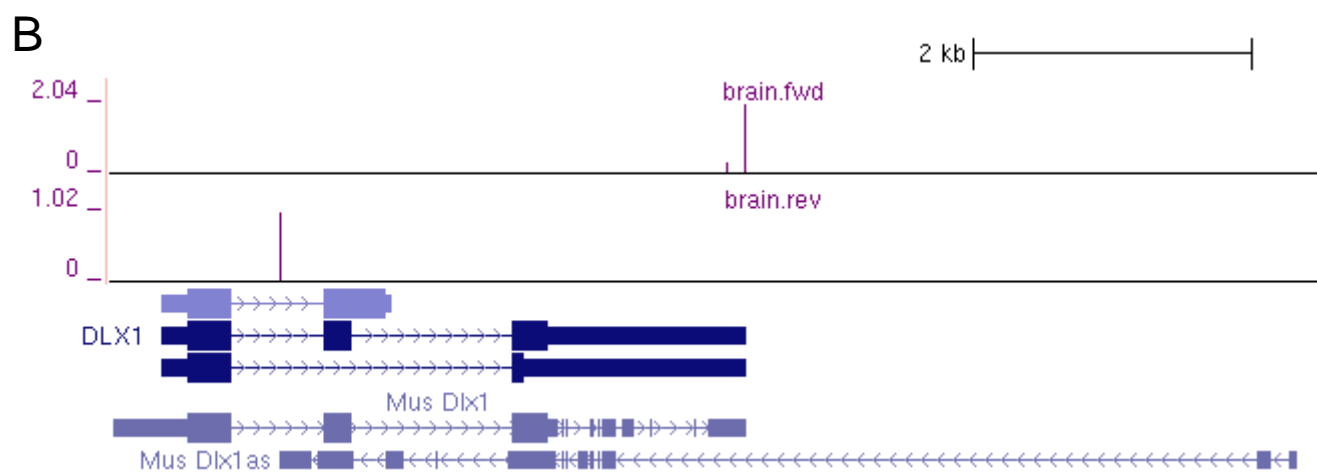 B
2 kb
2.04
brain.fwd
0
1.02
brain.rev
0
DLX1
Mus Dlx1
Mus Dlx1as